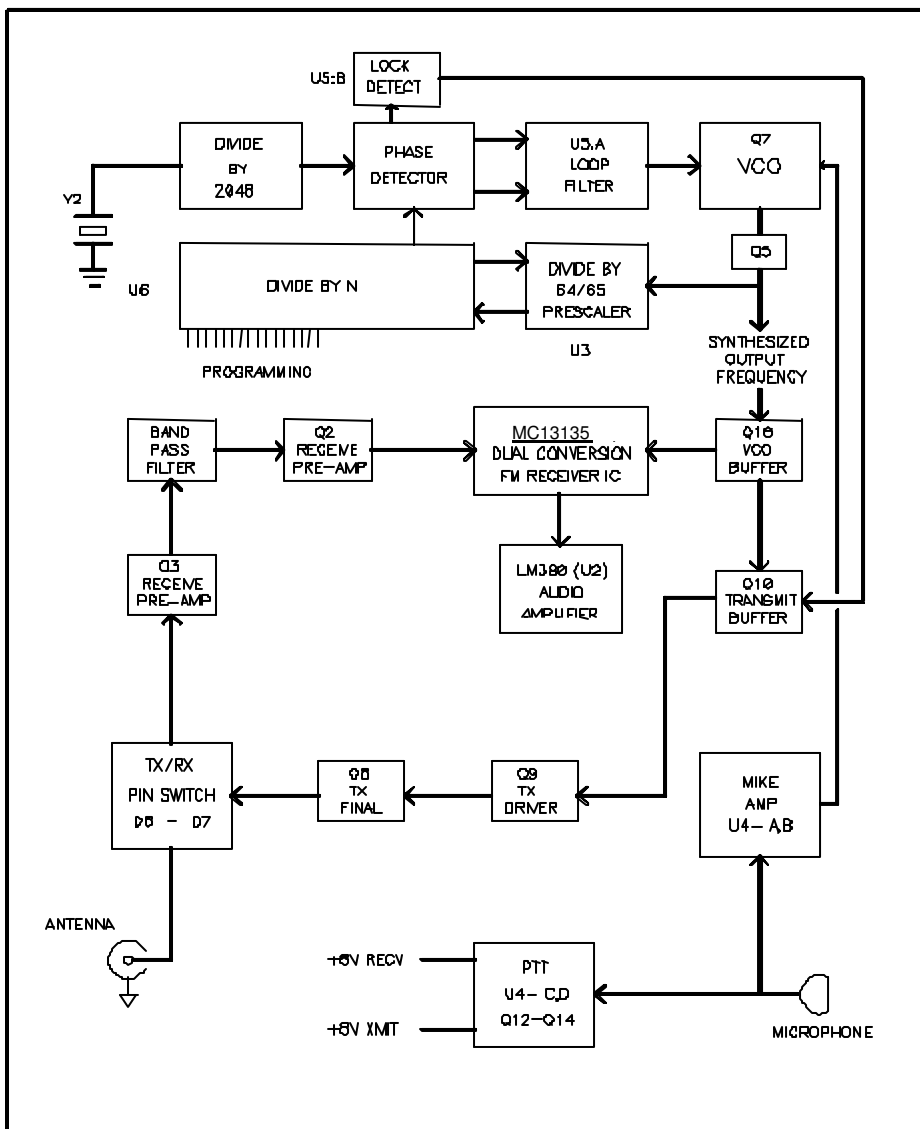 U5:B
LOCK
DETECT
DIVIDE
BY
2048
PHASE
DETECTOR
U5:A
LOOP
FILTER
Q7
VCO
Y2
Q5
U6
DIVIDE BY N
DIVIDE BY
64/65
PRESCALER
U3
PROGRAMMING
SYNTHESIZED
OUTPUT
FREQUENCY
BAND
PASS
FILTER
Q2
RECEIVE
PRE-AMP
MC13135
DUAL CONVERSION
FM RECEIVER IC
Q16
VCO
BUFFER
Q3
RECEIVE
PRE-AMP
LM380 (U2)
AUDIO
AMPLIFIER
Q10
TRANSMIT
BUFFER
TX/RX
PIN SWITCH
D6 - D7
Q8
TX
FINAL
Q9
TX
DRIVER
MIKE
AMP
U4-A,B
ANTENNA
+8V RECV
+8V XMIT
PTT
U4-C,D
Q12-Q14
MICROPHONE